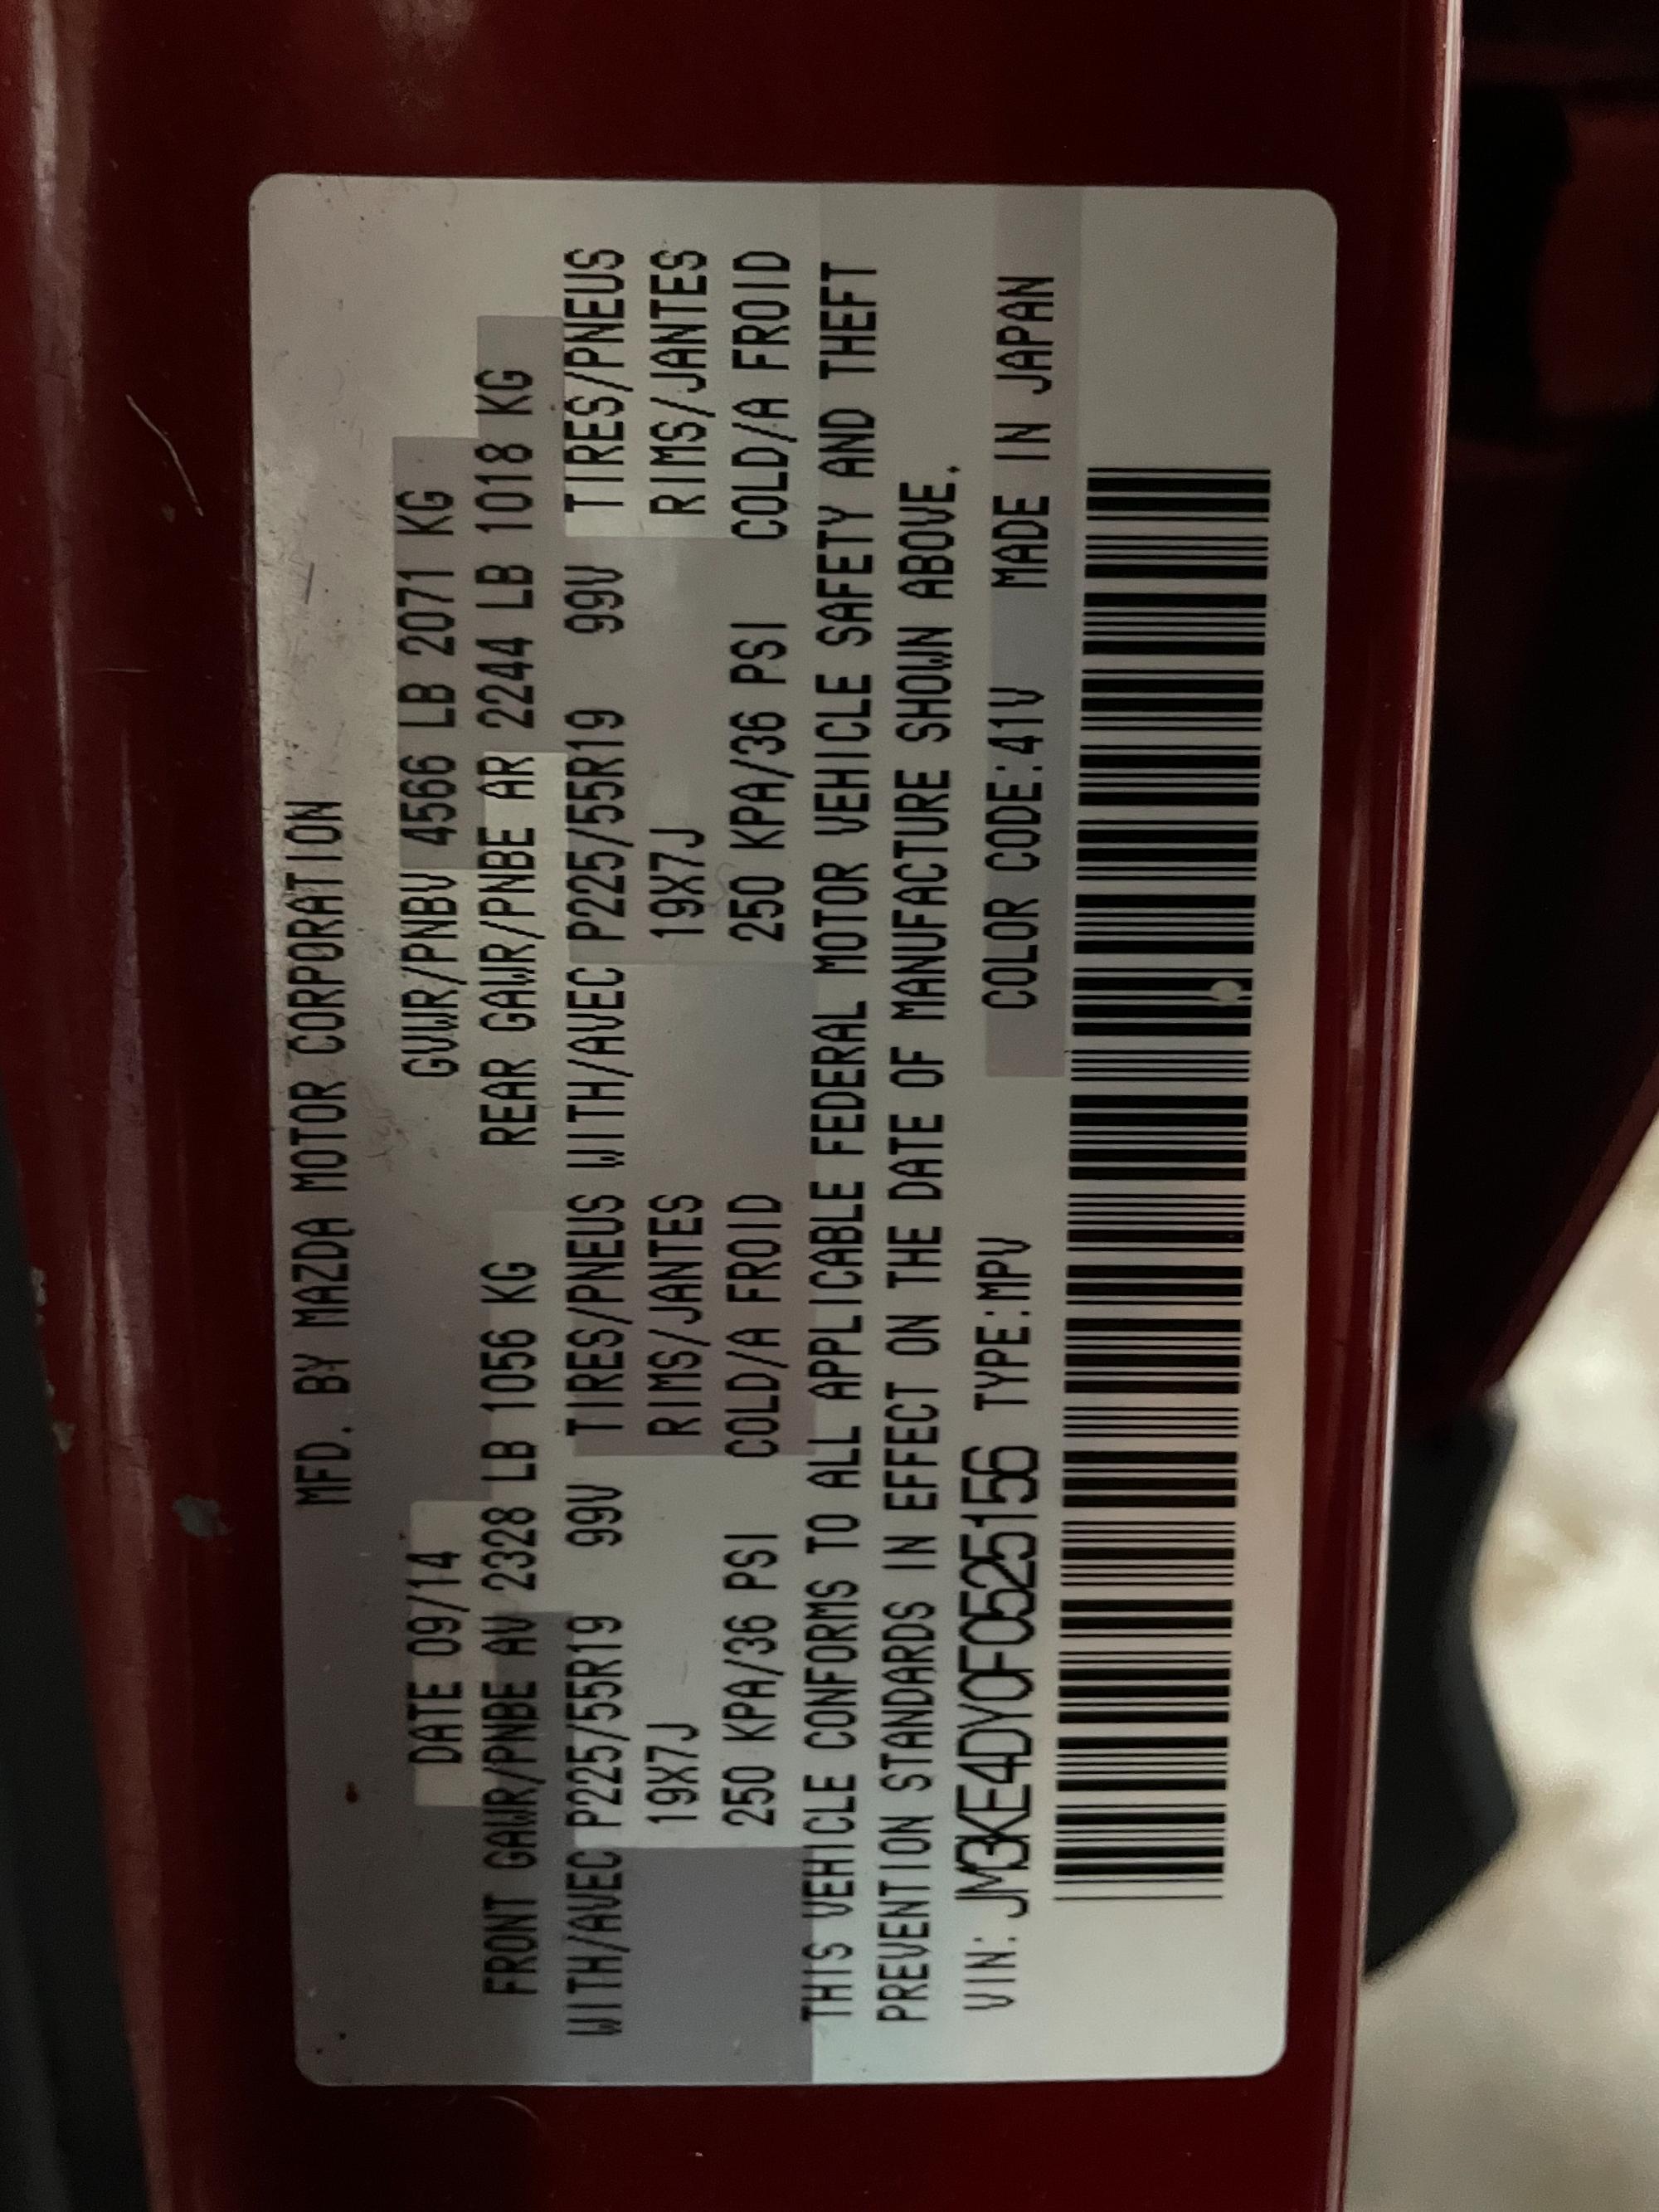 MFD. BY MAZDA MOTOR CORPORATION
DATE 09/14 GVWR/PNBV 4566 LB 2071 KG
FRONT GAWR/PNBE AV 2328 LB 1056 KG REAR GAWR/PNBE AR 2244 LB 1018 KG
WITH/AVEC P225/55R19 99V TIRES/PNEUS WITH/AVEC P225/55R19 99V TIRES/PNEUS
19X7J RIMS/JANTES 19X7J RIMS/JANTES
250 KPA/36 PSI COLD/A FROID 250 KPA/36 PSI COLD/A FROID
THIS VEHICLE CONFORMS TO ALL APPLICABLE FEDERAL MOTOR VEHICLE SAFETY AND THEFT
PREVENTION STANDARDS IN EFFECT ON THE DATE OF MANUFACTURE SHOWN ABOVE.
VIN: JM3KE4DY0F0525156 TYPE:MPV COLOR CODE:41V MADE IN JAPAN